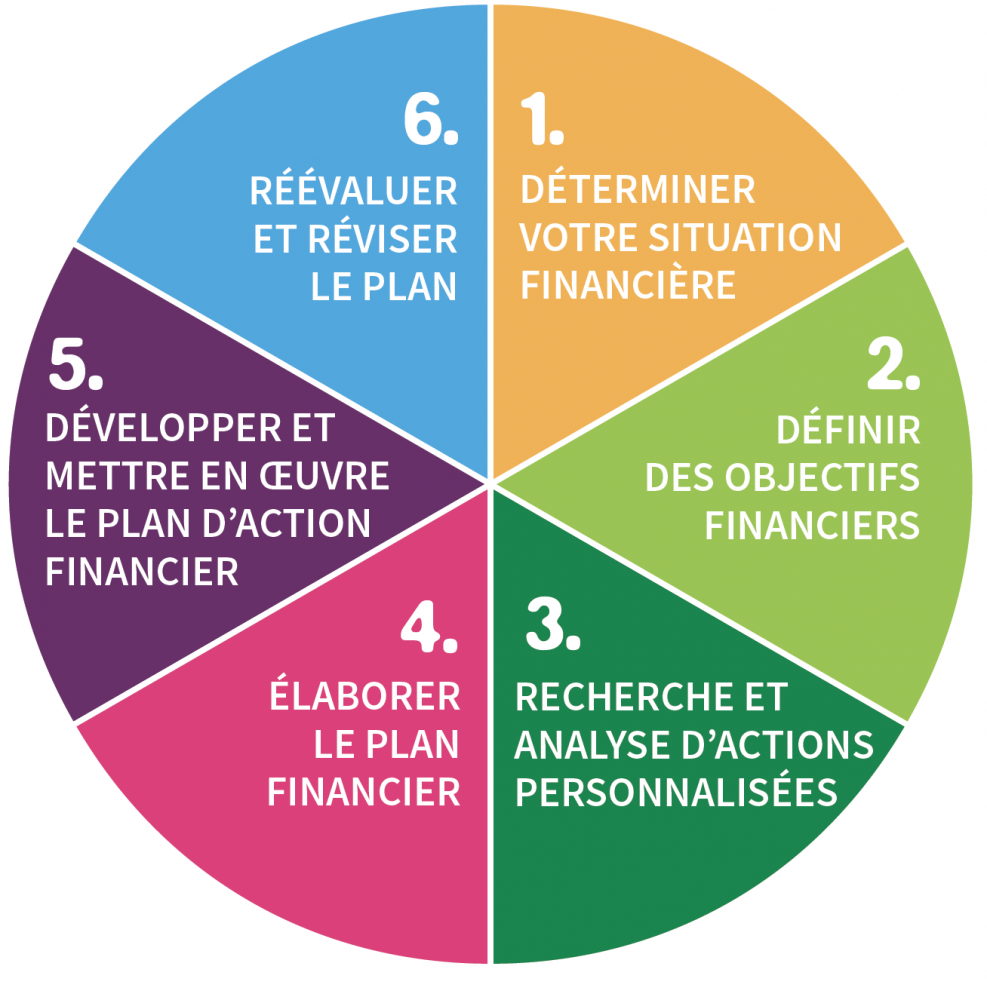 1.
DÉTERMINER
VOTRE SITUATION
FINANCIÈRE
2.
DÉFINIR
DES OBJECTIFS
FINANCIERS
3.
RECHERCHE ET
ANALYSE D’ACTIONS
PERSONNALISÉES
4.
ÉLABORER
LE PLAN
FINANCIER
5.
DÉVELOPPER ET
METTRE EN ŒUVRE
LE PLAN D’ACTION
FINANCIER
6.
RÉÉVALUER
ET RÉVISER
LE PLAN